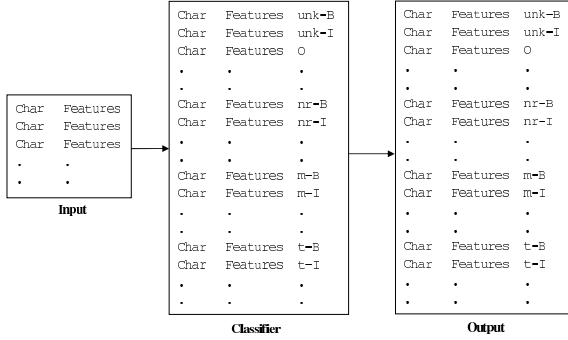 Char Features
Char Features
Char Features
. .
. .
Input
Char Features unk-B
Char Features unk-I
Char Features O
. . .
. . .
Char Features nr-B
Char Features nr-I
. . .
. . .
Char Features m-B
Char Features m-I
. . .
. . .
Char Features t-B
Char Features t-I
. . .
. . .
Classifier
Char Features unk-B
Char Features unk-I
Char Features O
. . .
. . .
Char Features nr-B
Char Features nr-I
. . .
. . .
Char Features m-B
Char Features m-I
. . .
. . .
Char Features t-B
Char Features t-I
. . .
. . .
Output